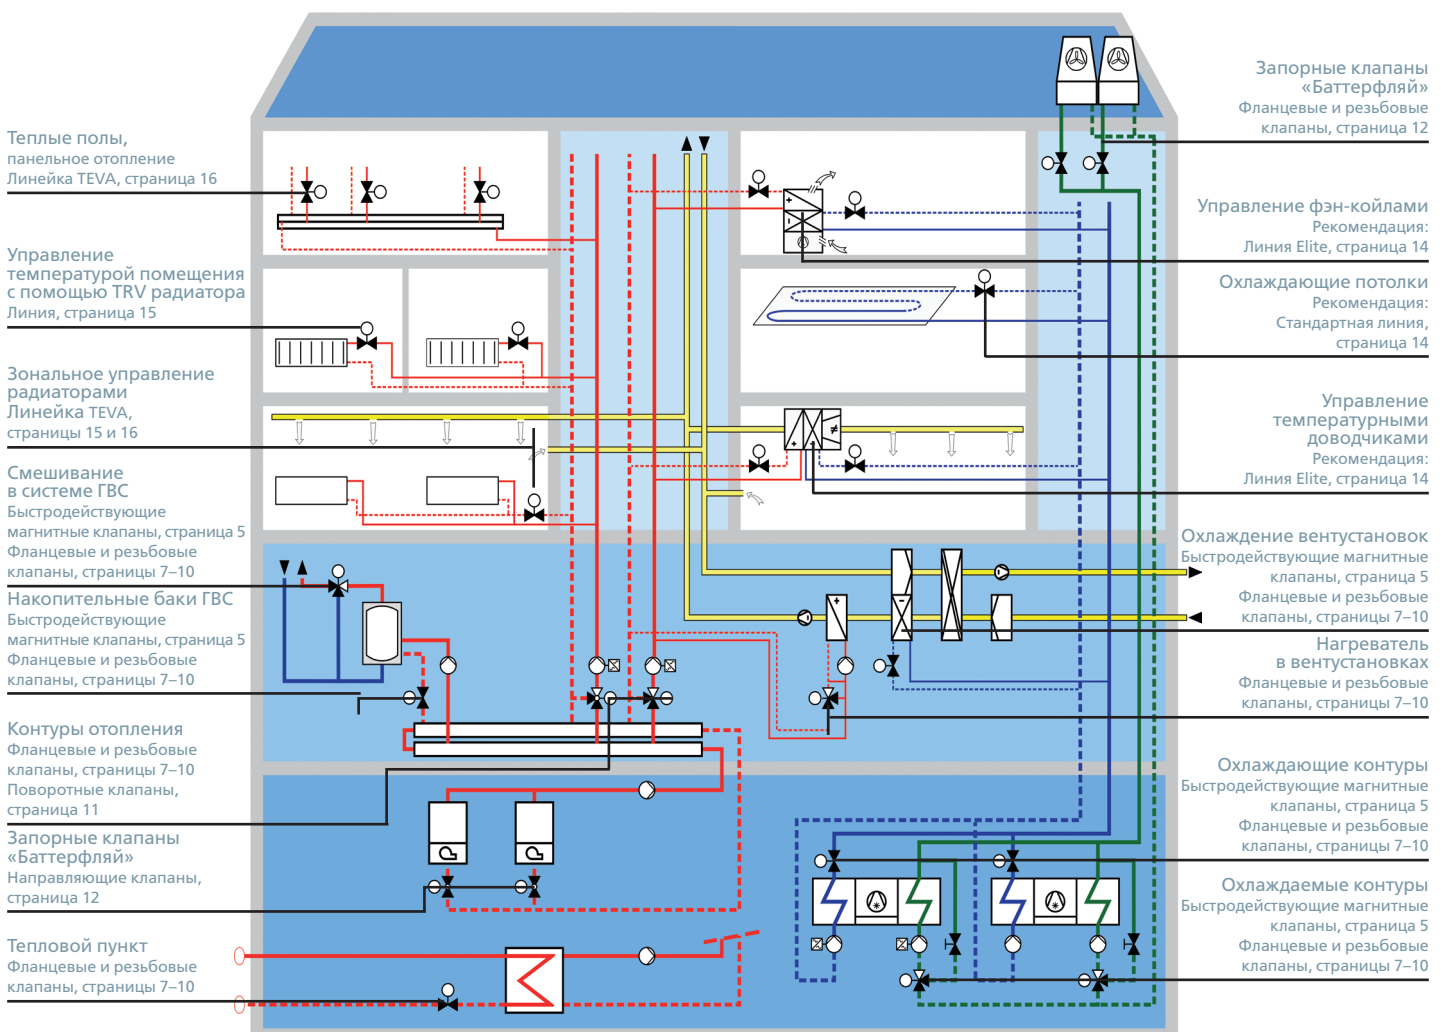 Теплые полы,
панельное отопление
Линейка TEVA, страница 16
Управление
температурой помещения
с помощью TRV радиатора
Линия, страница 15
Зональное управление
радиаторами
Линейка TEVA,
страницы 15 и 16
Смешивание
в системе ГВС
Быстродействующие
магнитные клапаны, страница 5
Фланцевые и резьбовые
клапаны, страницы 7–10
Накопительные баки ГВС
Быстродействующие
магнитные клапаны, страница 5
Фланцевые и резьбовые
клапаны, страницы 7–10
Контуры отопления
Фланцевые и резьбовые
клапаны, страницы 7–10
Поворотные клапаны,
страница 11
Запорные клапаны
«Баттерфляй»
Направляющие клапаны,
страница 12
Тепловой пункт
Фланцевые и резьбовые
клапаны, страницы 7–10
Запорные клапаны
«Баттерфляй»
Фланцевые и резьбовые
клапаны, страница 12
Управление фэн-койлами
Рекомендация:
Линия Elite, страница 14
Охлаждающие потолки
Рекомендация:
Стандартная линия,
страница 14
Управление
температурными
доводчиками
Рекомендация:
Линия Elite, страница 14
Охлаждение вентустановок
Быстродействующие магнитные
клапаны, страница 5
Фланцевые и резьбовые
клапаны, страницы 7–10
Нагреватель
в вентустановках
Фланцевые и резьбовые
клапаны, страницы 7–10
Охлаждающие контуры
Быстродействующие магнитные
клапаны, страница 5
Фланцевые и резьбовые
клапаны, страницы 7–10
Охлаждаемые контуры
Быстродействующие магнитные
клапаны, страница 5
Фланцевые и резьбовые
клапаны, страницы 7–10